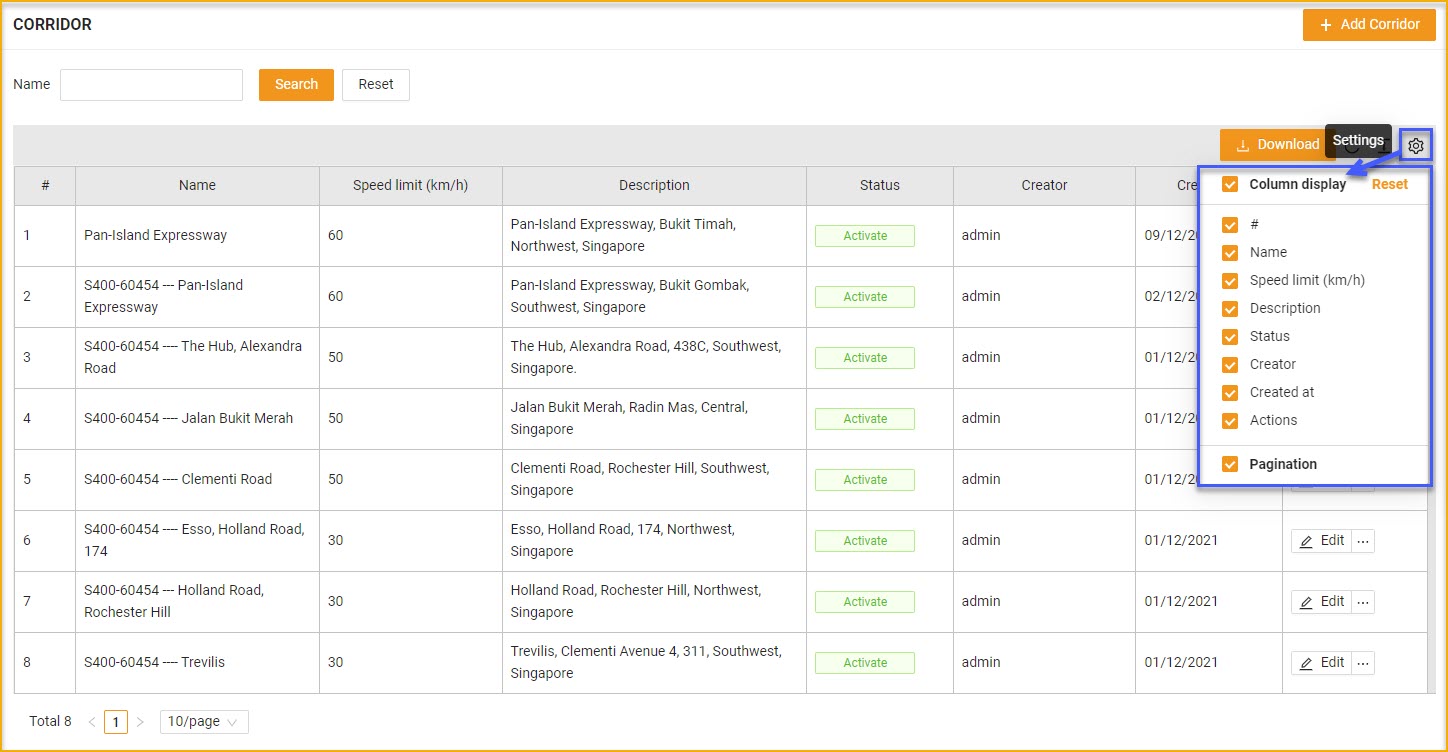 CORRIDOR
+ Add Corridor
Name
Search
Reset
Download
Settings
# Name Speed limit (km/h) Description Status Creator
Column display Reset
#
Name
Speed limit (km/h)
Description
Status
Creator
Created at
Actions
Pagination
1 Pan-Island Expressway 60 Pan-Island Expressway, Bukit Timah,
Northwest, Singapore Activate admin 09/12/20
2 S400-60454 --- Pan-Island
Expressway 60 Pan-Island Expressway, Bukit Gombak,
Southwest, Singapore Activate admin 02/12/20
3 S400-60454 ---- The Hub, Alexandra
Road 50 The Hub, Alexandra Road, 438C, Southwest,
Singapore. Activate admin 01/12/20
4 S400-60454 ---- Jalan Bukit Merah 50 Jalan Bukit Merah, Radin Mas, Central,
Singapore Activate admin 01/12/20
5 S400-60454 ---- Clementi Road 50 Clementi Road, Rochester Hill, Southwest,
Singapore Activate admin 01/12/20
6 S400-60454 ---- Esso, Holland Road,
174 30 Esso, Holland Road, 174, Northwest,
Singapore Activate admin 01/12/2021 Edit ...
7 S400-60454 --- Holland Road,
Rochester Hill 30 Holland Road, Rochester Hill, Northwest,
Singapore Activate admin 01/12/2021 Edit ...
8 S400-60454 ---- Trevilis 30 Trevilis, Clementi Avenue 4, 311, Southwest,
Singapore Activate admin 01/12/2021 Edit ...
Total 8 < 1 > 10/page